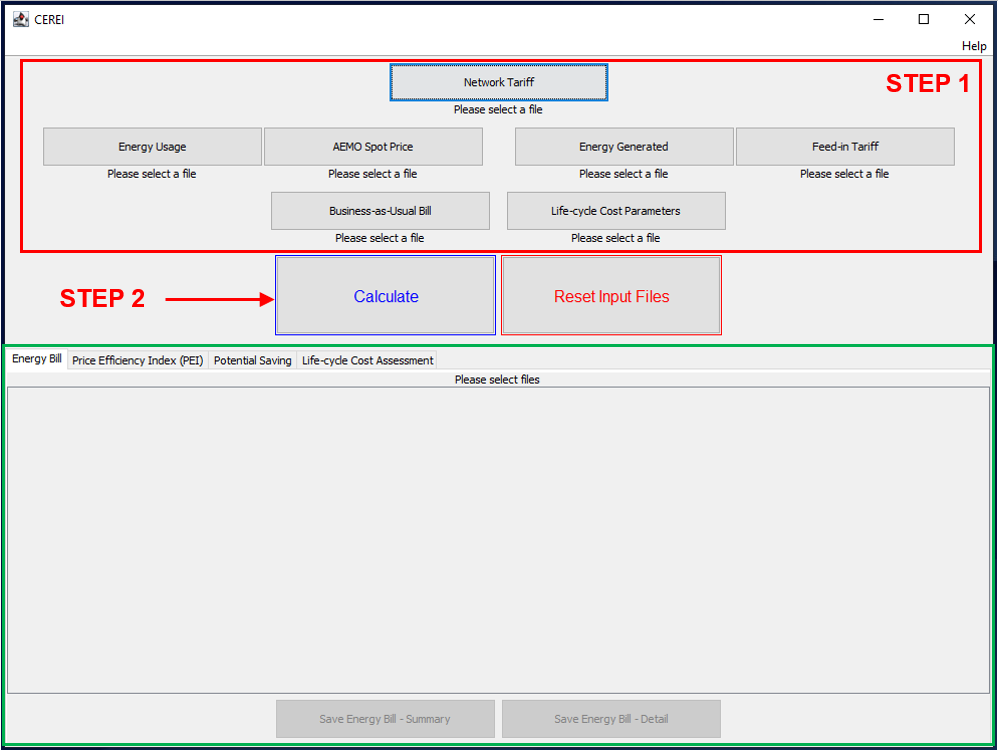 CEREI
Help
STEP 1
Network Tariff
Please select a file
Energy Usage
AEMO Spot Price
Energy Generated
Feed-in Tariff
Please select a file
Please select a file
Please select a file
Please select a file
Business-as-Usual Bill
Life-cycle Cost Parameters
Please select a file
Please select a file
STEP 2
Calculate
Reset Input Files
Energy Bill
Price Efficiency Index (PEI)
Potential Saving
Life-cycle Cost Assessment
Please select files
Save Energy Bill - Summary
Save Energy Bill - Detail